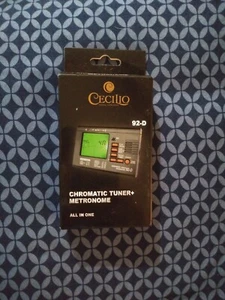 CECILIO
92-D
CHROMATIC TUNER+
METRONOME
ALL IN ONE